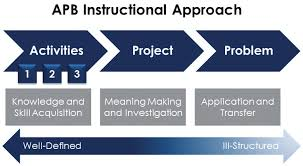 APB Instructional Approach
Activities
Project
Problem
1 2 3
Knowledge and
Skill Acquisition
Meaning Making
and Investigation
Application and
Transfer
Well-Defined
Ill-Structured